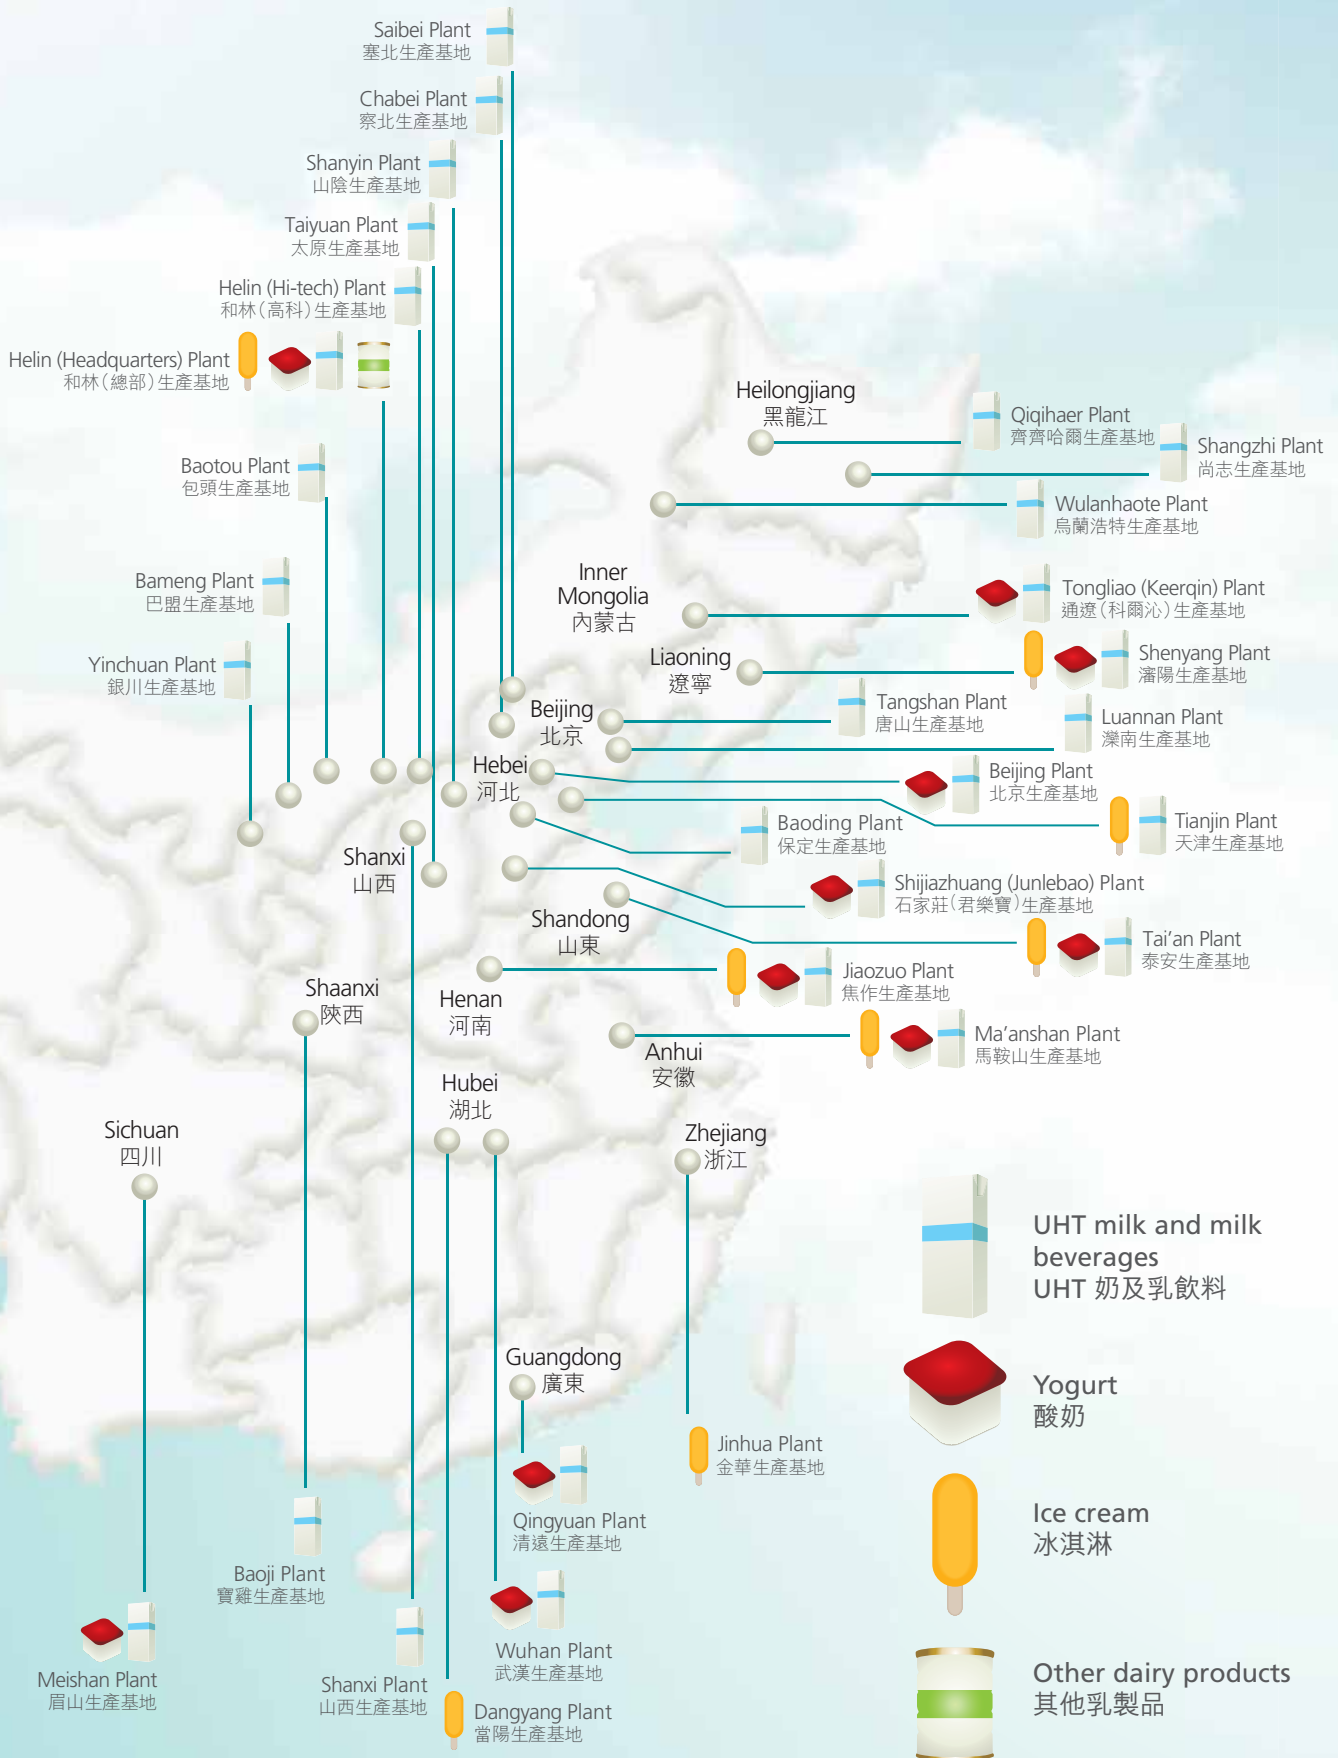 Saibei Plant
塞北生產基地
Chabei Plant
察北生產基地
Shanyin Plant
山陰生產基地
Taiyuan Plant
太原生產基地
Helin (Hi-tech) Plant
和林（高科）生產基地
Helin (Headquarters) Plant
和林（總部）生產基地
Baotou Plant
包頭生產基地
Bameng Plant
巴盟生產基地
Yinchuan Plant
銀川生產基地
Heilongjiang
黑龍江
Qiqihaer Plant
齊齊哈爾生產基地
Shangzhi Plant
尚志生產基地
Wulanhaote Plant
烏蘭浩特生產基地
Inner
Mongolia
內蒙古
Tongliao (Keerqin) Plant
通遼（科爾沁）生產基地
Liaoning
遼寧
Shenyang Plant
瀋陽生產基地
Tangshan Plant
唐山生產基地
Luannan Plant
灤南生產基地
Beijing
北京
Hebei
河北
Beijing Plant
北京生產基地
Tianjin Plant
天津生產基地
Baoding Plant
保定生產基地
Shanxi
山西
Shijiazhuang (Junlebao) Plant
石家莊（君樂寶）生產基地
Shandong
山東
Tai'an Plant
泰安生產基地
Jiaozuo Plant
焦作生產基地
Shaanxi
陝西
Henan
河南
Ma'anshan Plant
馬鞍山生產基地
Anhui
安徽
Hubei
湖北
Sichuan
四川
Zhejiang
浙江
UHT milk and milk
beverages
UHT 奶及乳飲料
Guangdong
廣東
Yogurt
酸奶
Jinhua Plant
金華生產基地
Qingyuan Plant
清遠生產基地
Ice cream
冰淇淋
Baoji Plant
寶雞生產基地
Wuhan Plant
武漢生產基地
Meishan Plant
眉山生產基地
Shanxi Plant
山西生產基地
Dangyang Plant
當陽生產基地
Other dairy products
其他乳製品